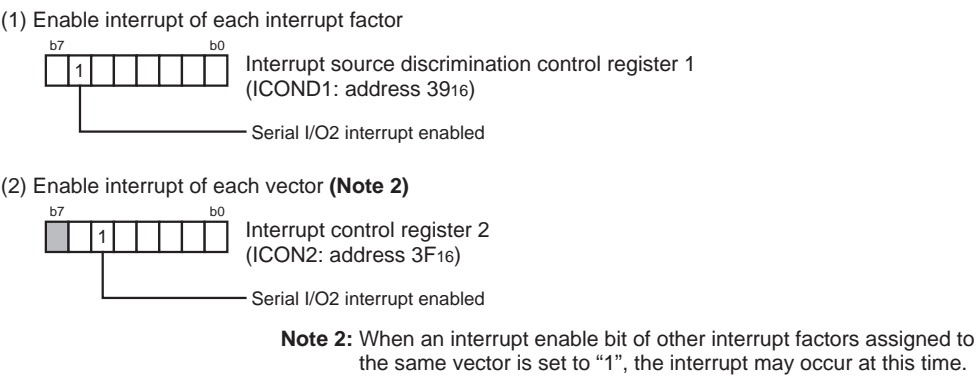 (1) Enable interrupt of each interrupt factor
b7 b0
1
Interrupt source discrimination control register 1
(ICOND1: address 3916)
Serial I/O2 interrupt enabled
(2) Enable interrupt of each vector (Note 2)
b7 b0
1
Interrupt control register 2
(ICON2: address 3F16)
Serial I/O2 interrupt enabled
Note 2: When an interrupt enable bit of other interrupt factors assigned to
the same vector is set to “1”, the interrupt may occur at this time.